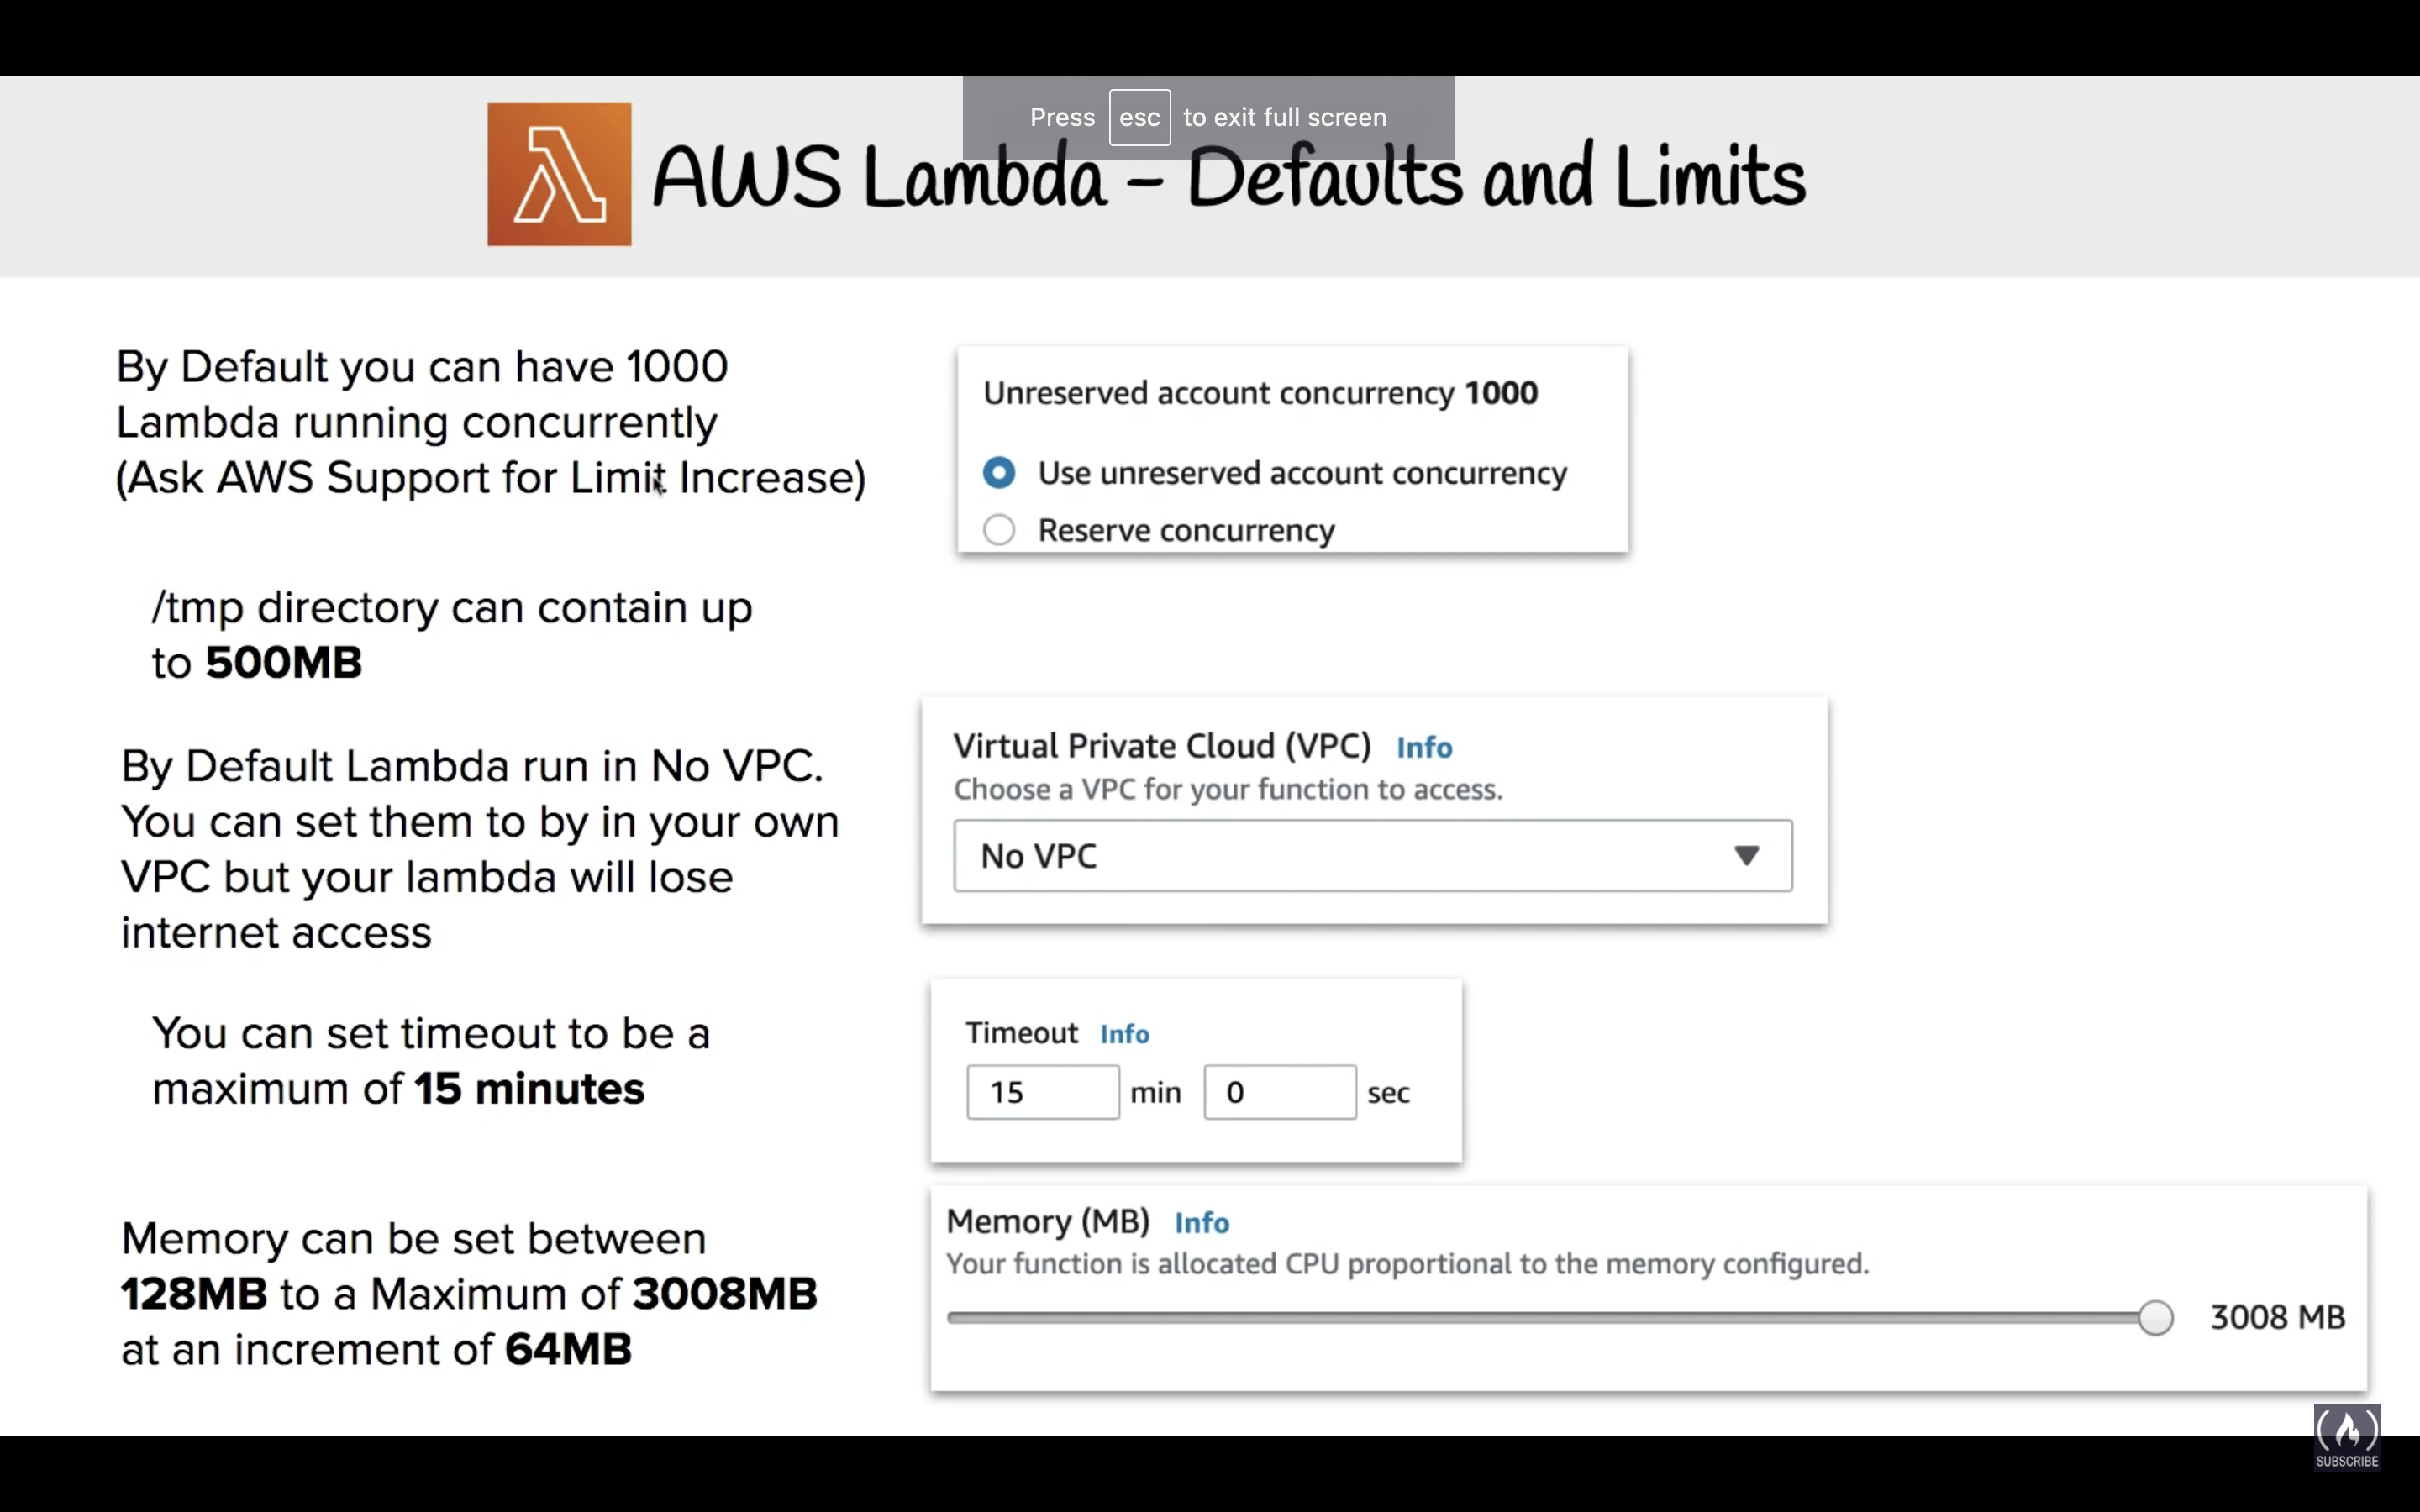 Press esc to exit full screen
AWS Lambda – Defaults and Limits
By Default you can have 1000
Lambda running concurrently
(Ask AWS Support for Limit Increase)
Unreserved account concurrency 1000
Use unreserved account concurrency
Reserve concurrency
/tmp directory can contain up
to 500MB
By Default Lambda run in No VPC.
You can set them to by in your own
VPC but your lambda will lose
internet access
Virtual Private Cloud (VPC) Info
Choose a VPC for your function to access.
No VPC
You can set timeout to be a
maximum of 15 minutes
Timeout Info
15 min 0 sec
Memory can be set between
128MB to a Maximum of 3008MB
at an increment of 64MB
Memory (MB) Info
Your function is allocated CPU proportional to the memory configured.
3008 MB
SUBSCRIBE